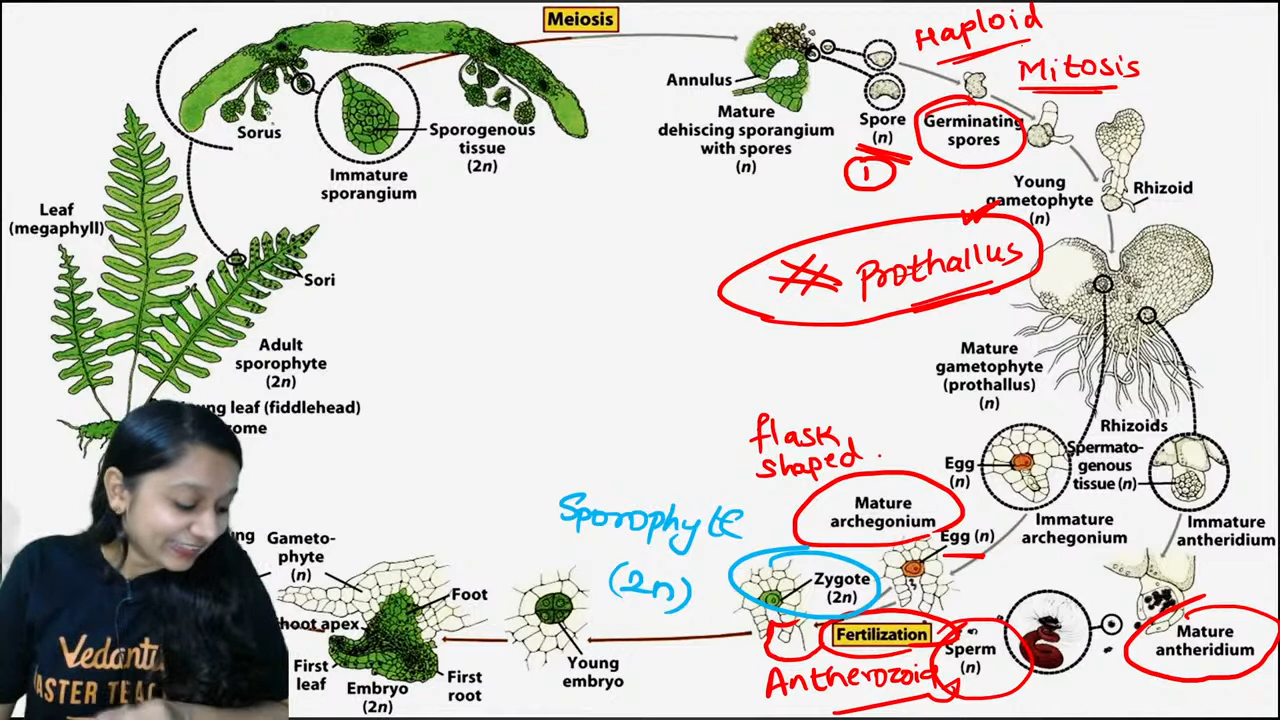 Meiosis
Haploid
Mitosis
Annulus
Mature
dehiscing sporangium
with spores
(n)
Spore
(n)
1
Germinating
spores
Sorus
Sporogenous
tissue
(2n)
Immature
sporangium
Young
gametophyte
(n)
Rhizoid
Leaf
(megaphyll)
Sori
# Prothallus
Adult
sporophyte
(2n)
Mature
gametophyte
(prothallus)
(n)
leaf (fiddlehead)
Rhizoids
flask
shaped
Egg
(n)
Spermato-
genous
tissue (n)
Mature
archegonium
Immature
archegonium
Immature
antheridium
Sporophyte
(2n)
Egg (n)
Gameto-
phyte
(n)
Zygote
(2n)
Foot
Fertilization
Sperm
(n)
Mature
antheridium
Antherozoid
apex
First
leaf
Embryo
(2n)
First
root
Young
embryo